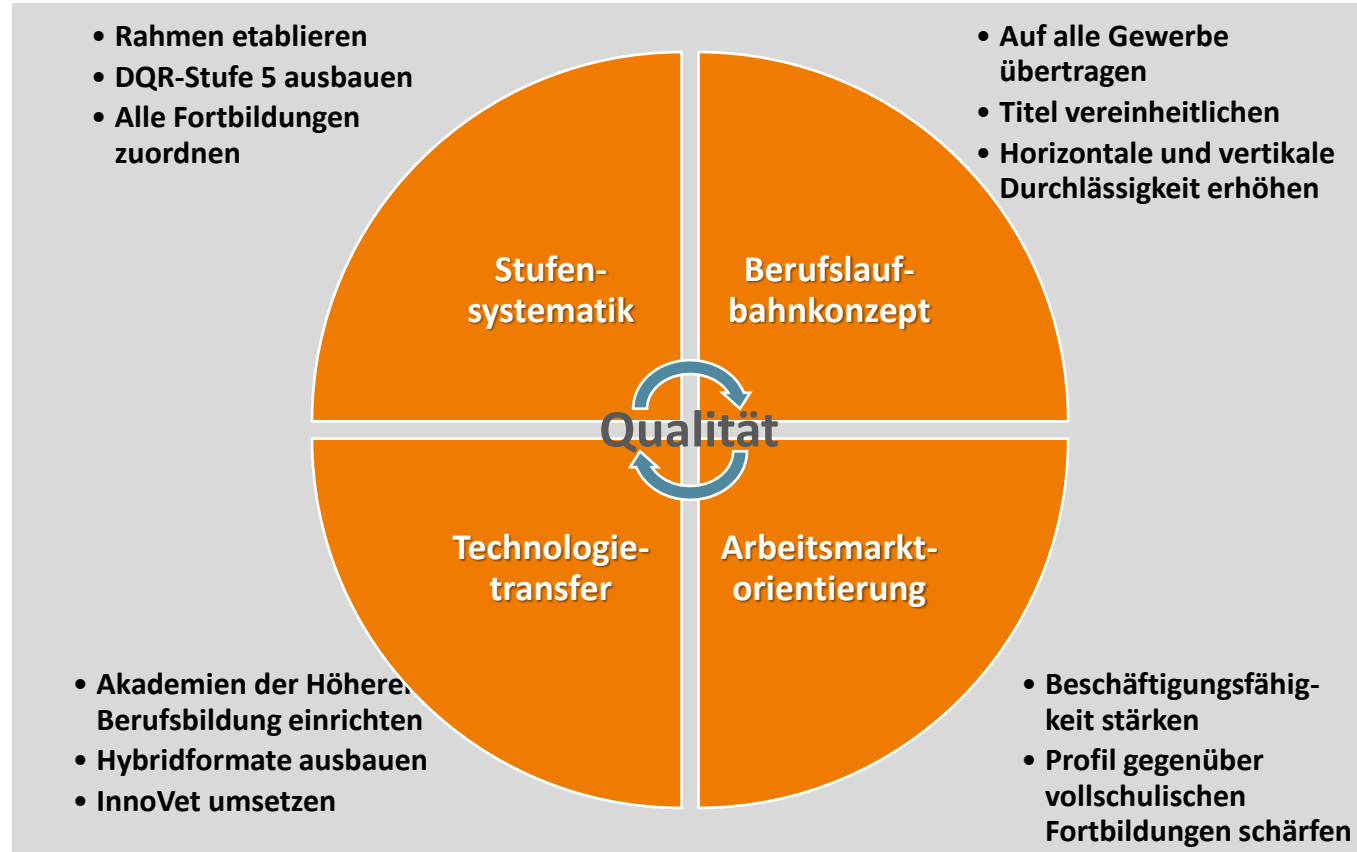 • Rahmen etablieren
• DQR-Stufe 5 ausbauen
• Alle Fortbildungen
zuordnen
• Auf alle Gewerbe
übertragen
• Titel vereinheitlichen
• Horizontale und vertikale
Durchlässigkeit erhöhen
Stufen-
systematik
Berufslauf-
bahnkonzept
Qualität
Technologie-
transfer
Arbeitsmarkt-
orientierung
• Akademien der Höheren
Berufsbildung einrichten
• Hybridformate ausbauen
• InnoVet umsetzen
• Beschäftigungsfähig-
keit stärken
• Profil gegenüber
vollschulischen
Fortbildungen schärfen